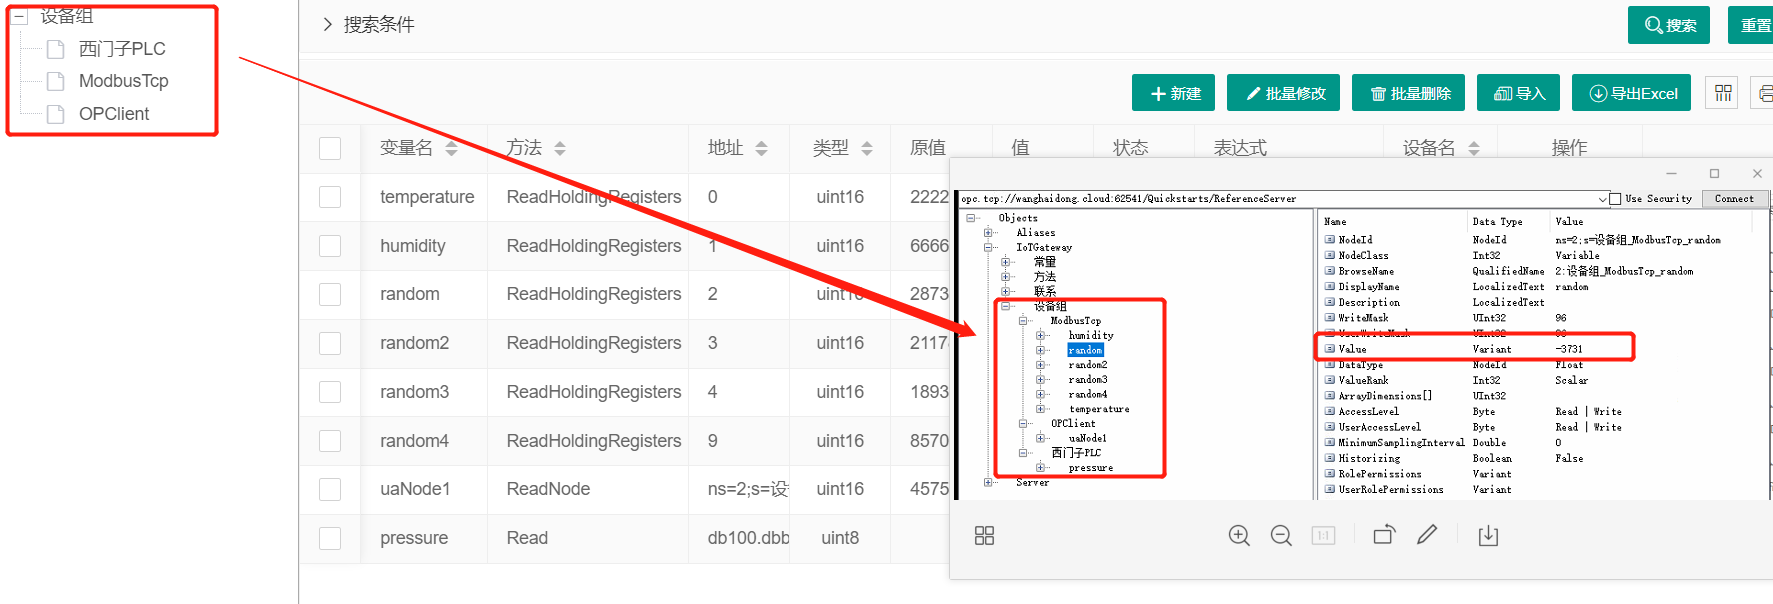 设备组
西门子PLC
ModbusTcp
OPClient
搜索条件
搜索
重置
新建
批量修改
批量删除
导入
导出Excel
变量名 方法 地址 类型 原值 值 状态 表达式 设备名 操作
temperature ReadHoldingRegisters 0 uint16 2222
humidity ReadHoldingRegisters 1 uint16 6666
random ReadHoldingRegisters 2 uint16 2873
random2 ReadHoldingRegisters 3 uint16 2117
random3 ReadHoldingRegisters 4 uint16 1893
random4 ReadHoldingRegisters 9 uint16 8570
uaNode1 ReadNode ns=2;s=设 uint16 4575
pressure Read db100.dbb uint8
opc.tcp://wanghaidong.cloud:62541/Quickstarts/ReferenceServer
Use Security
Connect
Objects
Aliases
IoTGateway
常量
方法
联系
设备组
ModbusTcp
humidity
random
random2
random3
random4
temperature
OPClient
uaNode1
西门子PLC
pressure
Server
Name Data Type Value
NodeId NodeId ns=2;s=设备组_ModbusTcp_random
NodeClass Int32 Variable
BrowseName QualifiedName 2:设备组_ModbusTcp_random
DisplayName LocalizedText random
Description LocalizedText
WriteMask UInt32 96
UserWriteMask UInt32 96
Value Variant -3731
DataType NodeId Float
ValueRank Int32 Scalar
ArrayDimensions[] UInt32
AccessLevel Byte Read | Write
UserAccessLevel Byte Read | Write
MinimumSamplingInterval Double 0
Historizing Boolean False
RolePermissions Variant
UserRolePermissions Variant
1:1